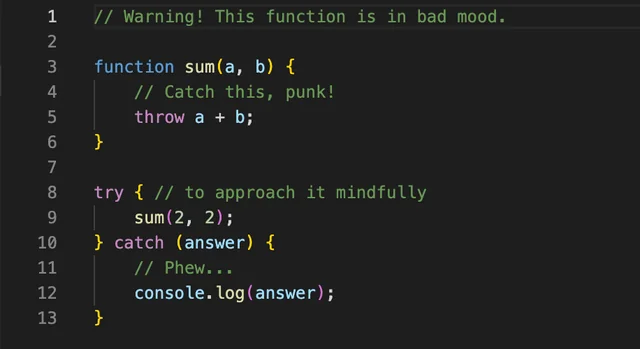 1 // Warning! This function is in bad mood.
2
3 function sum(a, b) {
4     // Catch this, punk!
5     throw a + b;
6 }
7
8 try { // to approach it mindfully
9     sum(2, 2);
10 } catch (answer) {
11     // Phew...
12     console.log(answer);
13 }